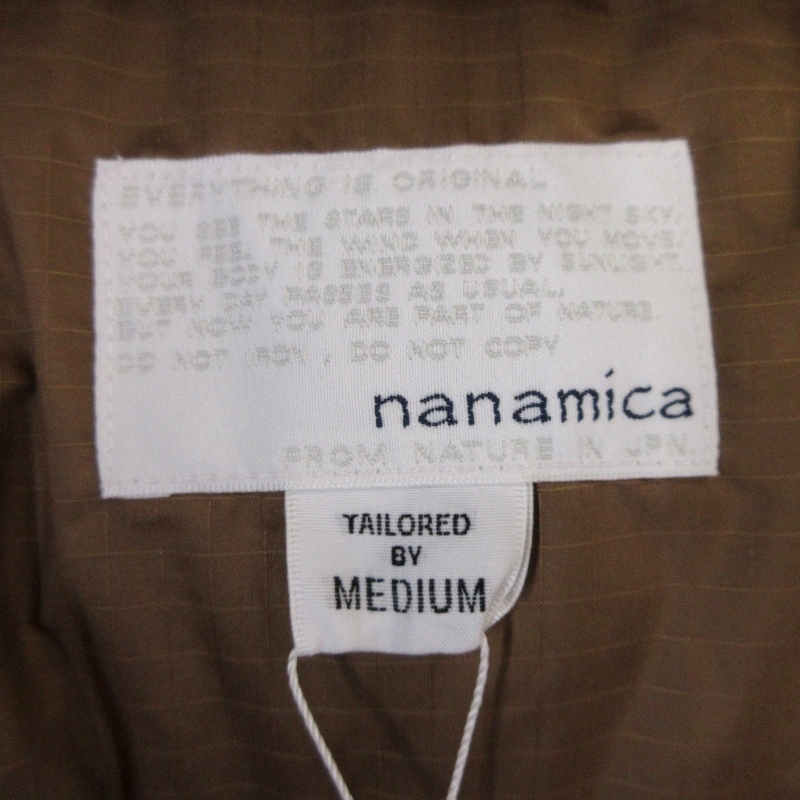 EVERYTHING IS ORIGINAL
YOU SEE THE STARS IN THE NIGHT SKY.
YOU FEEL THE WIND WHEN YOU MOVE.
YOUR BODY IS ENERGIZED BY SUNLIGHT.
EVERY DAY PASSES AS USUAL,
BUT NOW YOU ARE PART OF NATURE.
DO NOT IRON, DO NOT COPY
nanamica
FROM NATURE IN JPN.
TAILORED
BY
MEDIUM